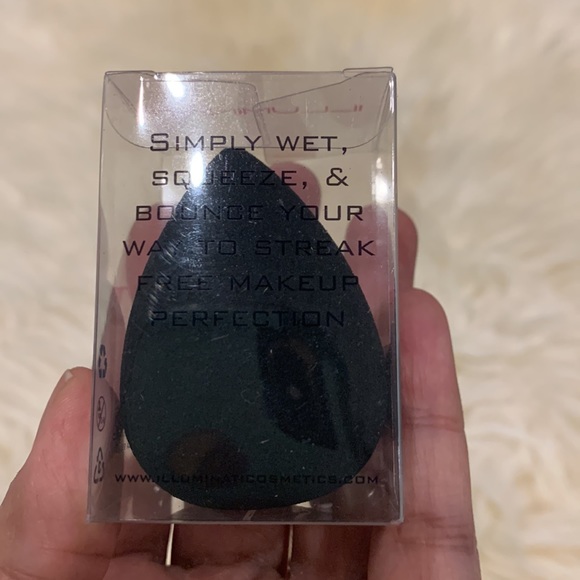 SIMPLY WET,
SQUEEZE, &
BOUNCE YOUR
WAY TO STREAK
FREE MAKEUP
PERFECTION
WWW.ILLUMINATICOSMETICS.COM